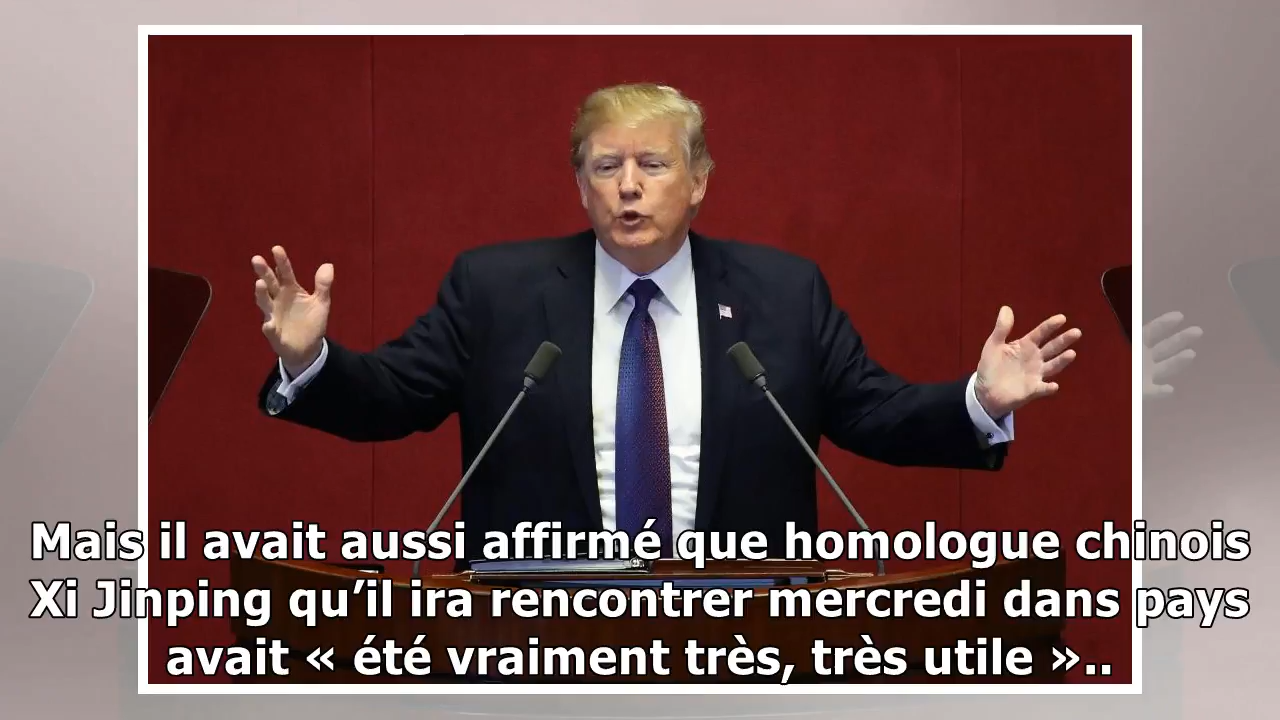 Mais il avait aussi affirmé que homologue chinois
Xi Jinping qu’il ira rencontrer mercredi dans pays
avait « été vraiment très, très utile »..